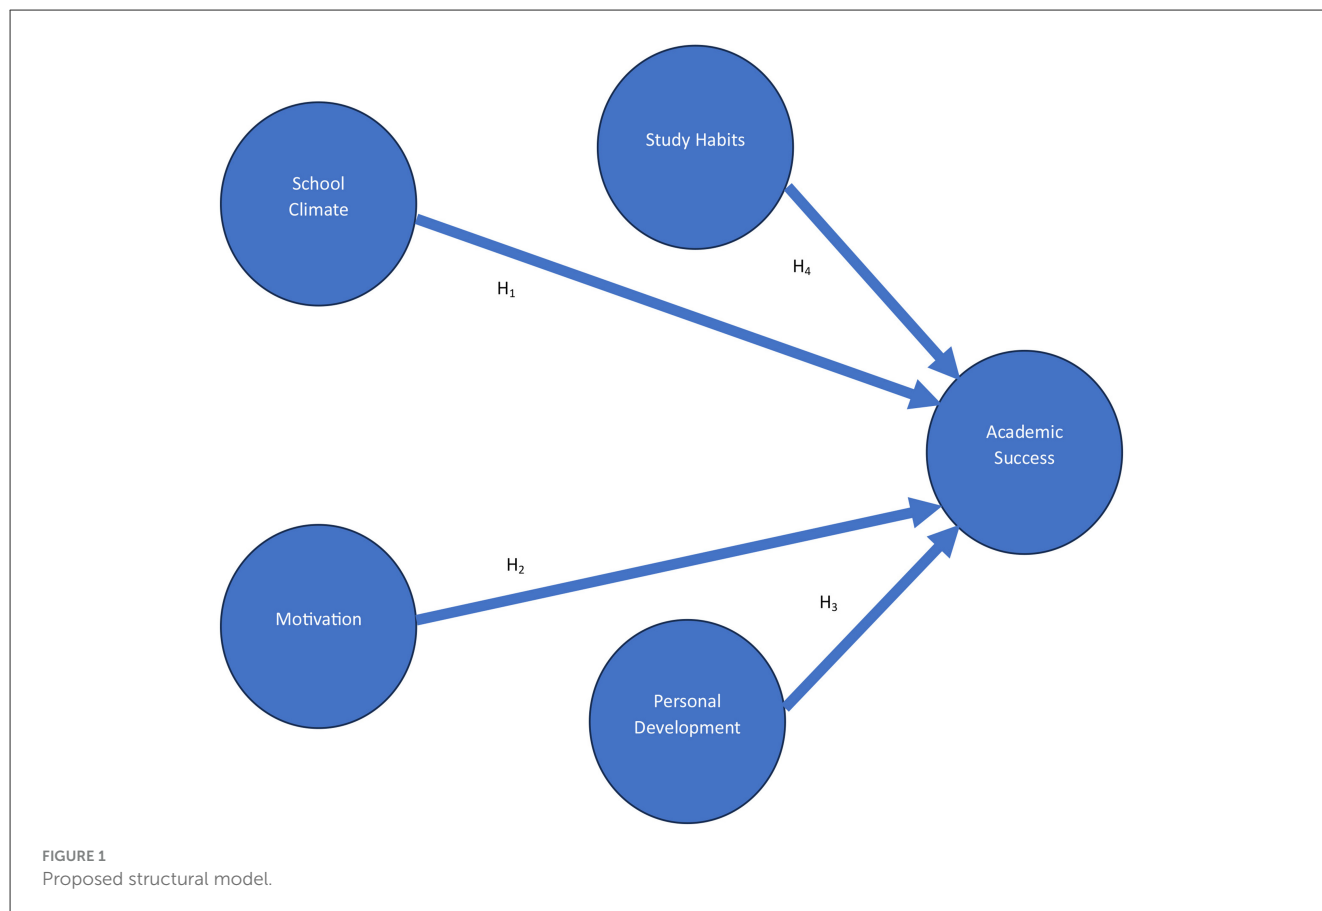 Study Habits
School
Climate
H₄
H₁
Academic
Success
H₂
H₃
Motivation
Personal
Development
FIGURE 1
Proposed structural model.